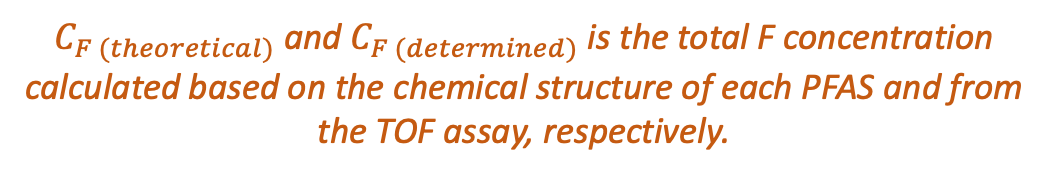 C_F (theoretical) and C_F (determined) is the total F concentration
calculated based on the chemical structure of each PFAS and from
the TOF assay, respectively.